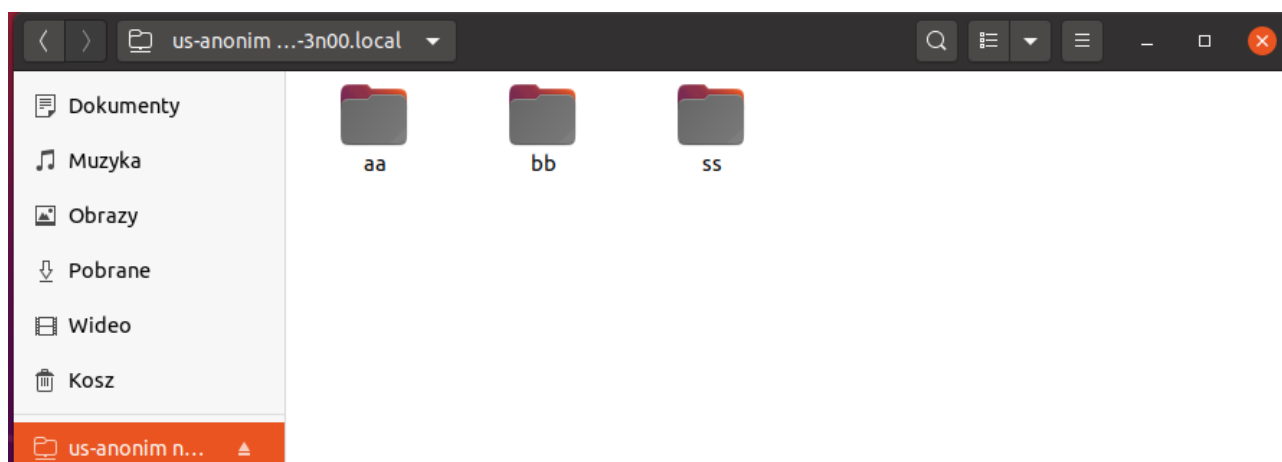 us-anonim ...-3n00.local
Dokumenty
Muzyka
Obrazy
Pobrane
Wideo
Kosz
us-anonim n...
aa bb ss